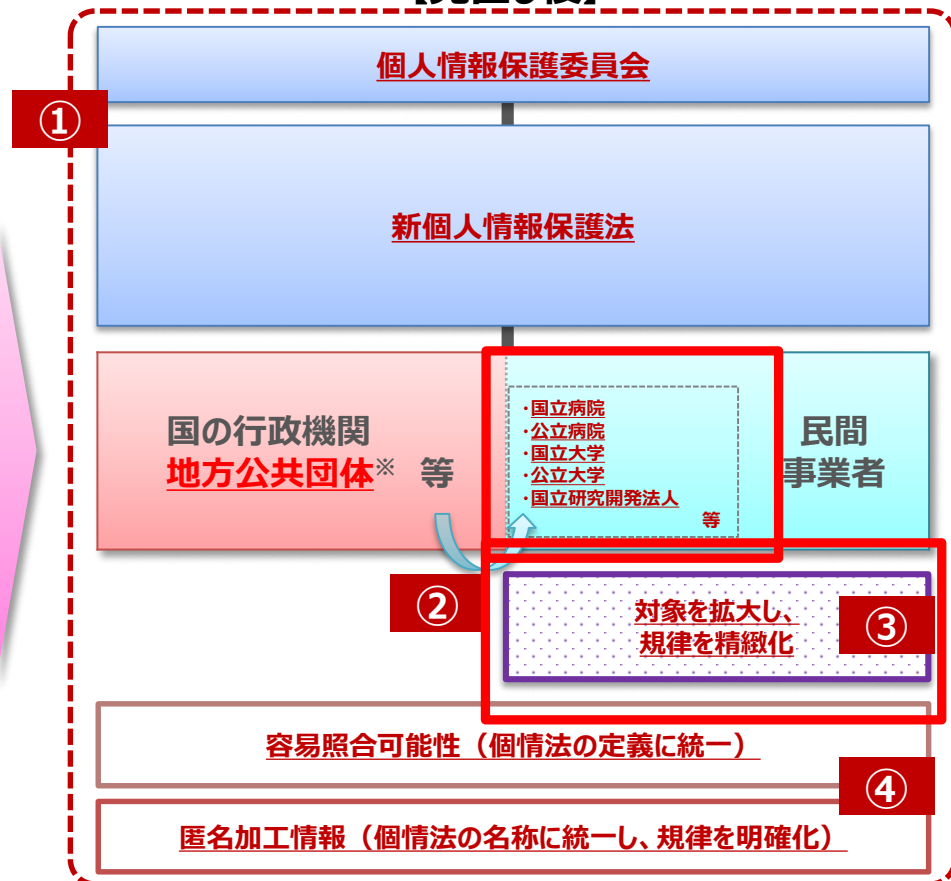 【見直し後】
①
個人情報保護委員会
新個人情報保護法
国の行政機関
地方公共団体※ 等
・国立病院
・公立病院
・国立大学
・公立大学
・国立研究開発法人
等
民間
事業者
②
対象を拡大し、
規律を精緻化
③
容易照合可能性（個情法の定義に統一）
④
匿名加工情報（個情法の名称に統一し、規律を明確化）